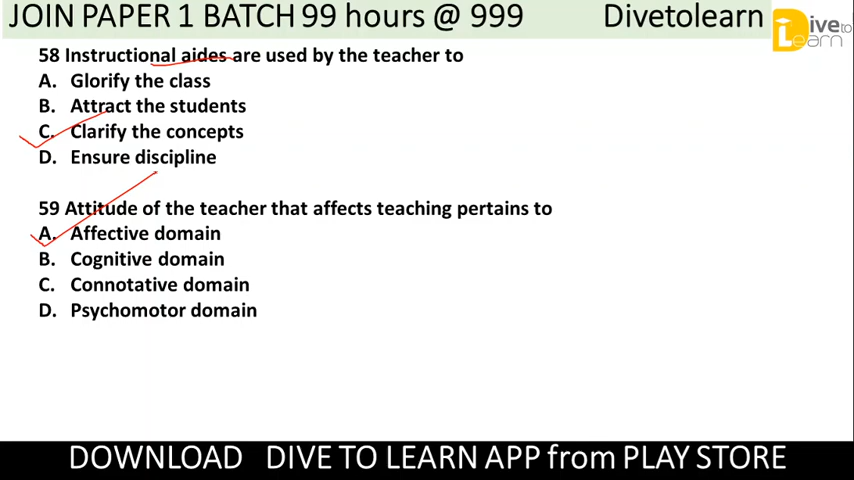 JOIN PAPER 1 BATCH 99 hours @ 999 Divetolearn
Dive to Learn
58 Instructional aides are used by the teacher to
A. Glorify the class
B. Attract the students
C. Clarify the concepts
D. Ensure discipline
59 Attitude of the teacher that affects teaching pertains to
A. Affective domain
B. Cognitive domain
C. Connotative domain
D. Psychomotor domain
DOWNLOAD DIVE TO LEARN APP from PLAY STORE